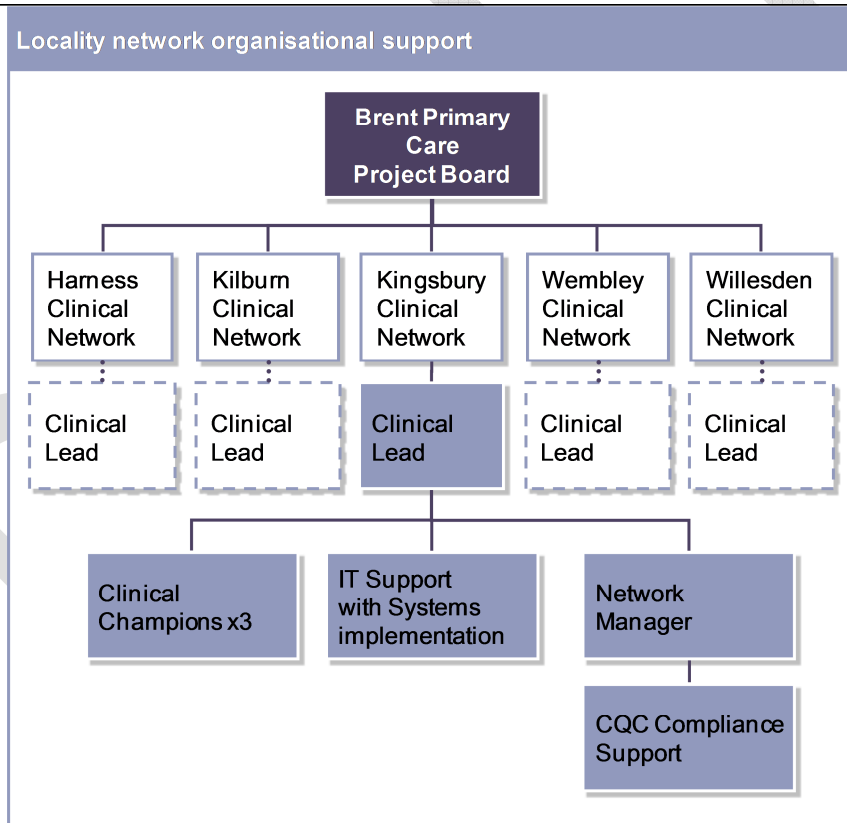 Locality network organisational support
Brent Primary
Care
Project Board
Harness
Clinical
Network
Kilburn
Clinical
Network
Kingsbury
Clinical
Network
Wembley
Clinical
Network
Willesden
Clinical
Network
Clinical
Lead
Clinical
Lead
Clinical
Lead
Clinical
Lead
Clinical
Lead
Clinical
Champions x3
IT Support
with Systems
implementation
Network
Manager
CQC Compliance
Support